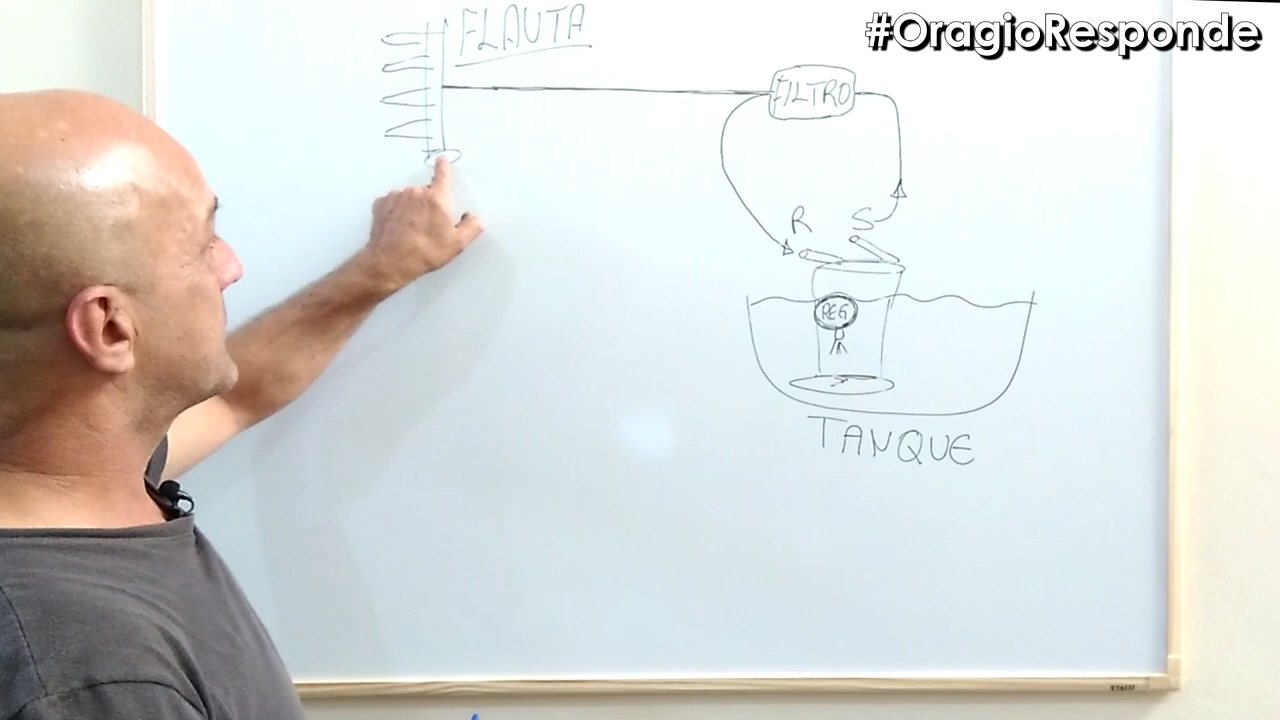 #OragioResponde
FLAUTA
FILTRO
R S
REG
TANQUE